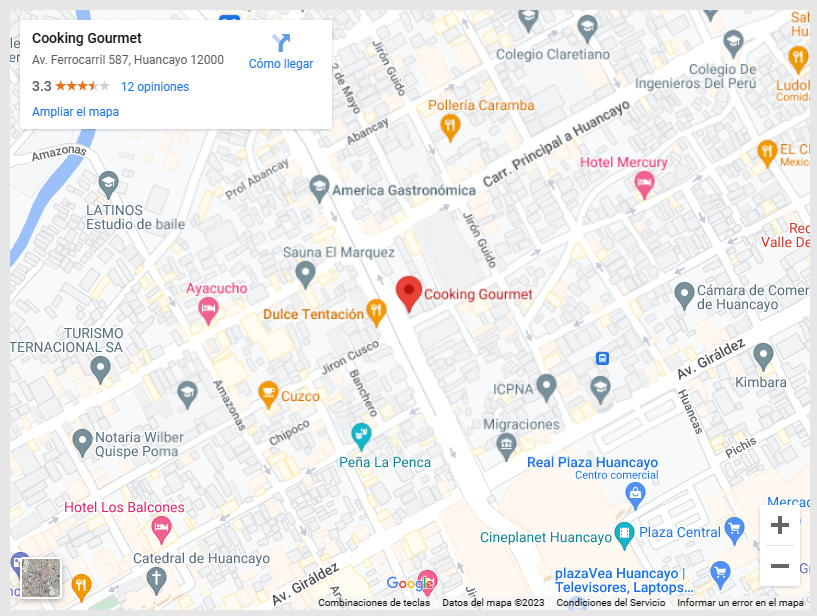 Cooking Gourmet
Av. Ferrocarril 587, Huancayo 12000
3.3
12 opiniones
Ampliar el mapa
Cómo llegar
Jirón Guido
2 de Mayo
Colegio Claretiano
Colegio De
Ingenieros Del Perú
Sab
Hu
Ludof
Comida
Pollería Caramba
Abancay
Carr. Principal a Huancayo
EL C
Mexic
Amazonas
Prol Abancay
Hotel Mercury
LATINOS
Estudio de baile
America Gastronómica
Jirón Guido
Rec
Valle De
Sauna El Marquez
Ayacucho
Cooking Gourmet
Cámara de Comer
de Huancayo
Dulce Tentación
TURISMO
TERNACIONAL SA
Jiron Cusco
Av. Giráldez
Kimbara
Amazonas
Banchero
Cuzco
ICPNA
Huancas
Chipoco
Migraciones
Notaria Wilber
Quispe Poma
Peña La Penca
Pichis
Real Plaza Huancayo
Centro comercial
Hotel Los Balcones
Mercad
Cineplanet Huancayo
Plaza Central
Catedral de Huancayo
Av. Giráldez
Google
plazaVea Huancayo |
Televisores, Laptops...
Combinaciones de teclas
Datos del mapa ©2023
Condiciones del Servicio
Informar un error en el mapa